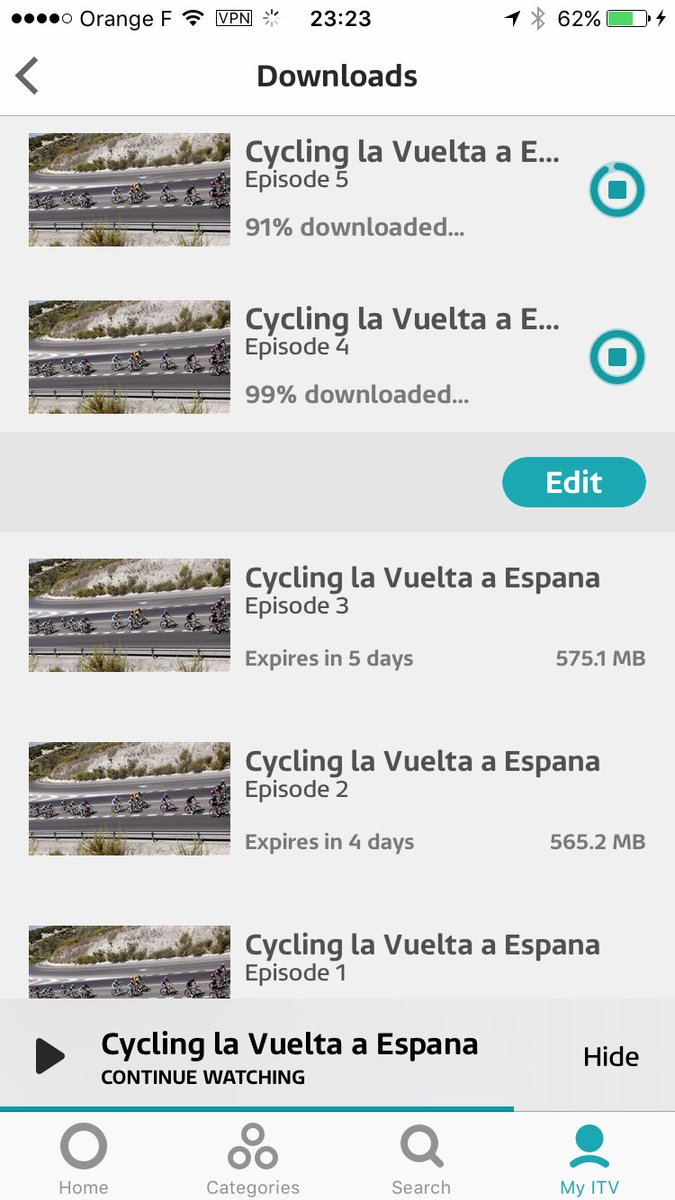 Orange F VPN 23:23 62%
Downloads
Cycling la Vuelta a E...
Episode 5
91% downloaded...
Cycling la Vuelta a E...
Episode 4
99% downloaded...
Edit
Cycling la Vuelta a Espana
Episode 3
Expires in 5 days 575.1 MB
Cycling la Vuelta a Espana
Episode 2
Expires in 4 days 565.2 MB
Cycling la Vuelta a Espana
Episode 1
Cycling la Vuelta a Espana
CONTINUE WATCHING
Hide
Home Categories Search My ITV